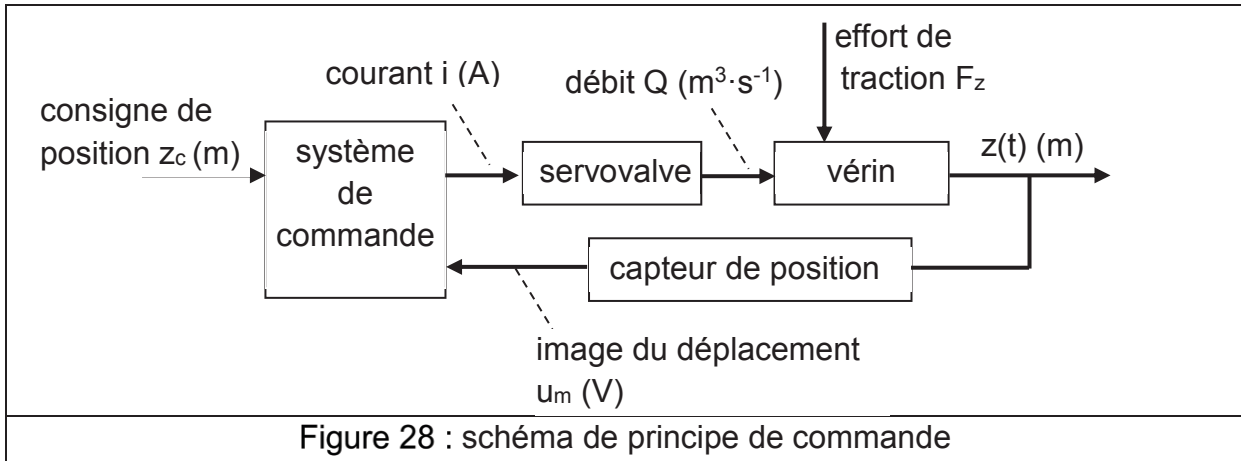 effort de
traction Fz
courant i (A)
débit Q (m³·s⁻¹)
consigne de
position zc (m)
système
de
commande
servovalve
vérin
z(t) (m)
capteur de position
image du déplacement
um (V)
Figure 28 : schéma de principe de commande